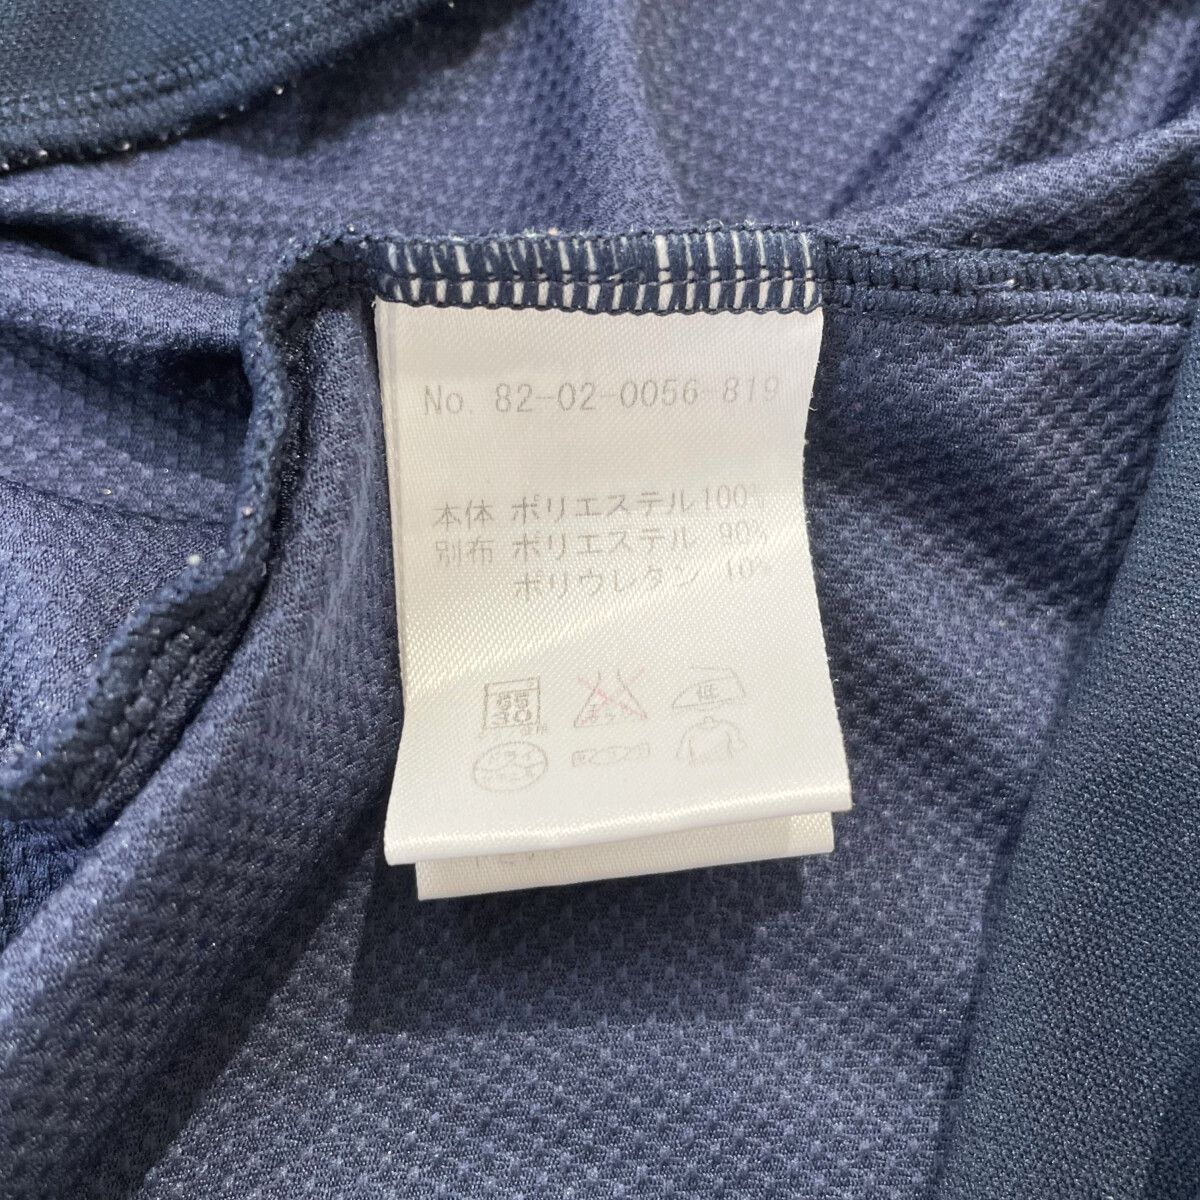 No. 82-02-0056-819
本体 ポリエステル100%
別布 ポリエステル 90%
ポリウレタン 10%
低